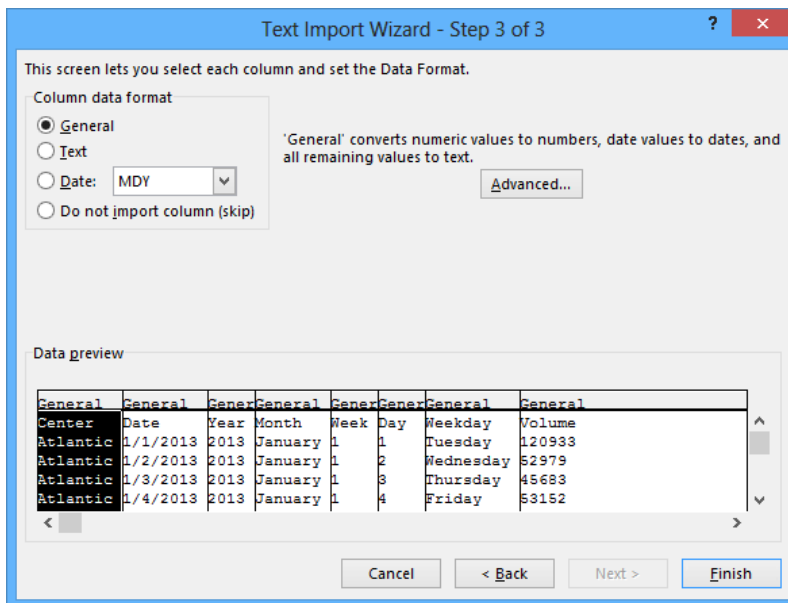 Text Import Wizard - Step 3 of 3
?
This screen lets you select each column and set the Data Format.
Column data format
General
Text
Date: MDY
Do not import column (skip)
'General' converts numeric values to numbers, date values to dates, and
all remaining values to text.
Advanced...
Data preview
General General GenerGeneral GenerGenerGeneral General
Center Date Year Month Week Day Weekday Volume
Atlantic 1/1/2013 2013 January 1 1 Tuesday 120933
Atlantic 1/2/2013 2013 January 1 2 Wednesday 52979
Atlantic 1/3/2013 2013 January 1 3 Thursday 45683
Atlantic 1/4/2013 2013 January 1 4 Friday 53152
Cancel < Back Next > Finish